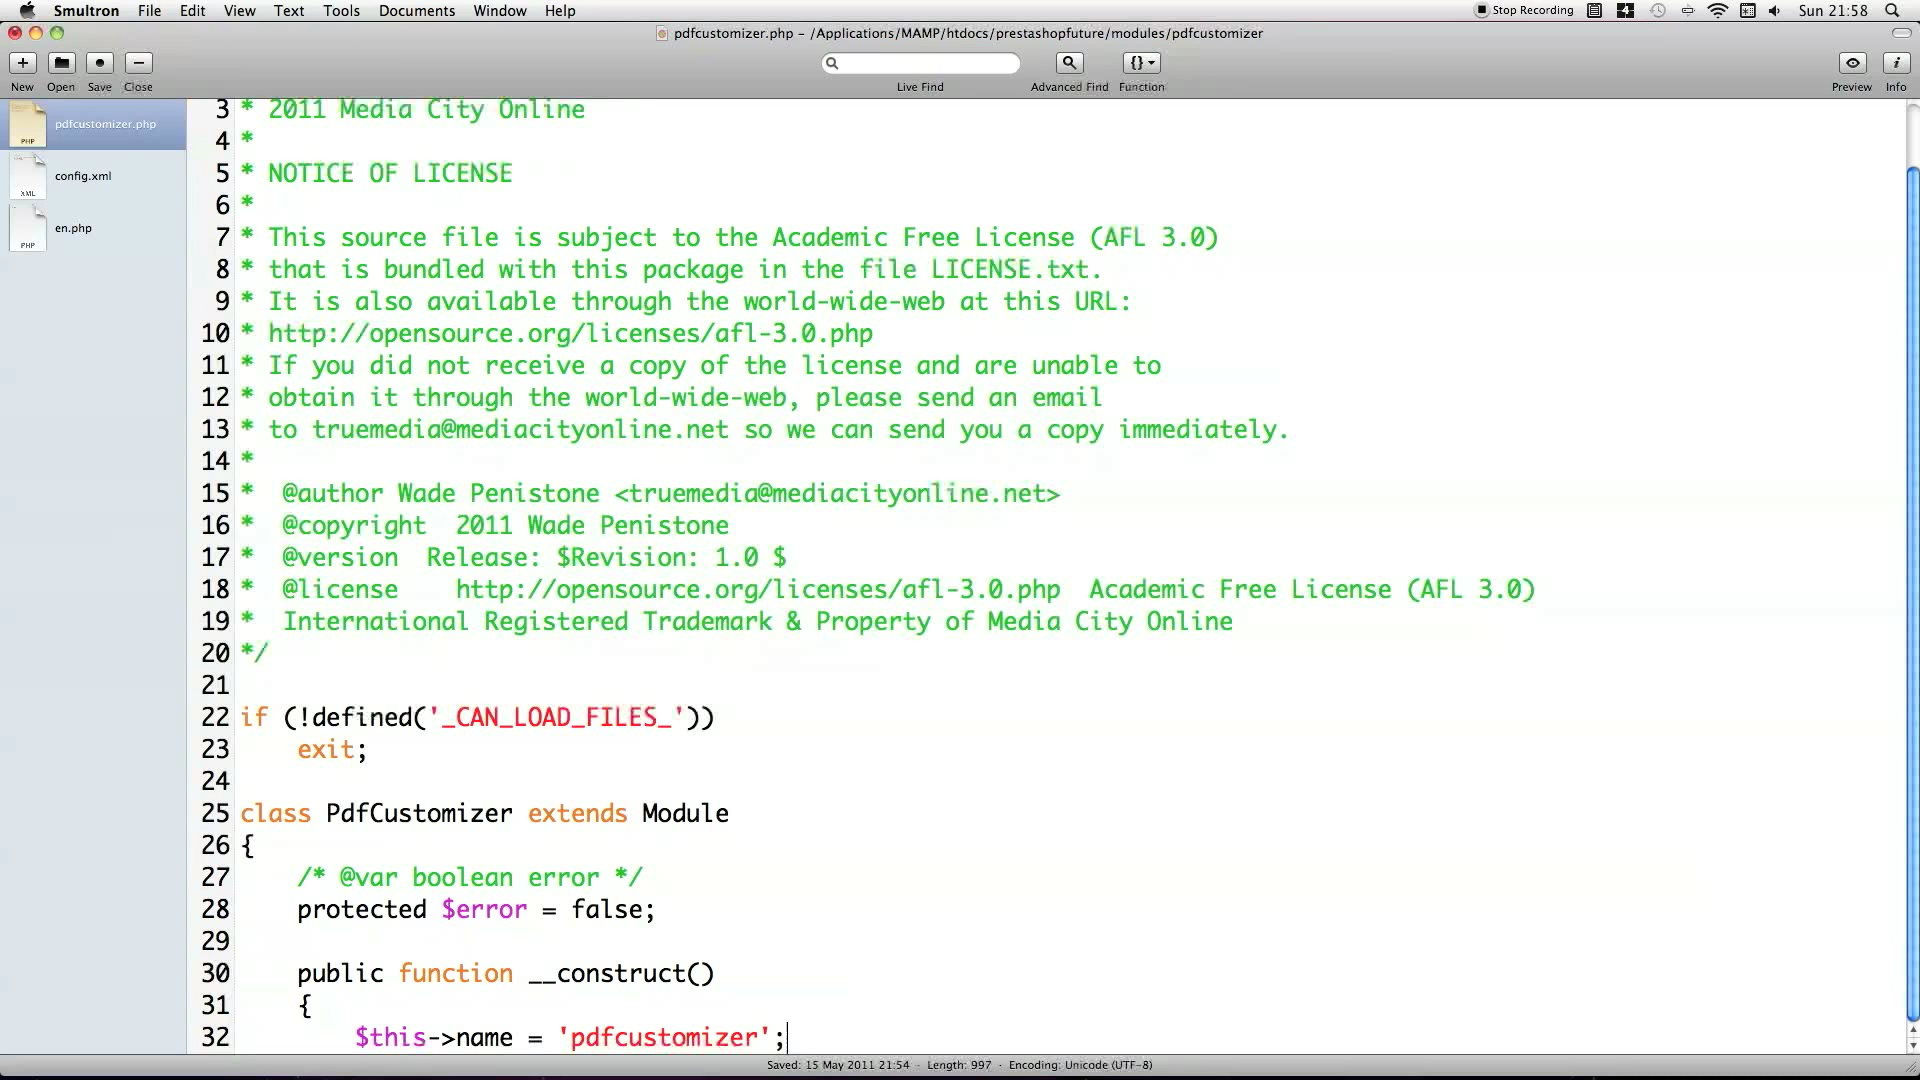 Smultron File Edit View Text Tools Documents Window Help Stop Recording 4 Sun 21:58
pdfcustomizer.php – /Applications/MAMP/htdocs/prestashopfuture/modules/pdfcustomizer
New Open Save Close Live Find Advanced Find {} Function Preview Info
pdfcustomizer.php
PHP
config.xml
XML
en.php
PHP
3 * 2011 Media City Online
4 *
5 * NOTICE OF LICENSE
6 *
7 * This source file is subject to the Academic Free License (AFL 3.0)
8 * that is bundled with this package in the file LICENSE.txt.
9 * It is also available through the world-wide-web at this URL:
10 * http://opensource.org/licenses/afl-3.0.php
11 * If you did not receive a copy of the license and are unable to
12 * obtain it through the world-wide-web, please send an email
13 * to truemedia@mediacityonline.net so we can send you a copy immediately.
14 *
15 *  @author Wade Penistone <truemedia@mediacityonline.net>
16 *  @copyright  2011 Wade Penistone
17 *  @version  Release: $Revision: 1.0 $
18 *  @license    http://opensource.org/licenses/afl-3.0.php  Academic Free License (AFL 3.0)
19 *  International Registered Trademark & Property of Media City Online
20 */
21
22 if (!defined('_CAN_LOAD_FILES_'))
23     exit;
24
25 class PdfCustomizer extends Module
26 {
27     /* @var boolean error */
28     protected $error = false;
29
30     public function __construct()
31     {
32         $this->name = 'pdfcustomizer';
Saved: 15 May 2011 21:54 · Length: 997 · Encoding: Unicode (UTF-8)